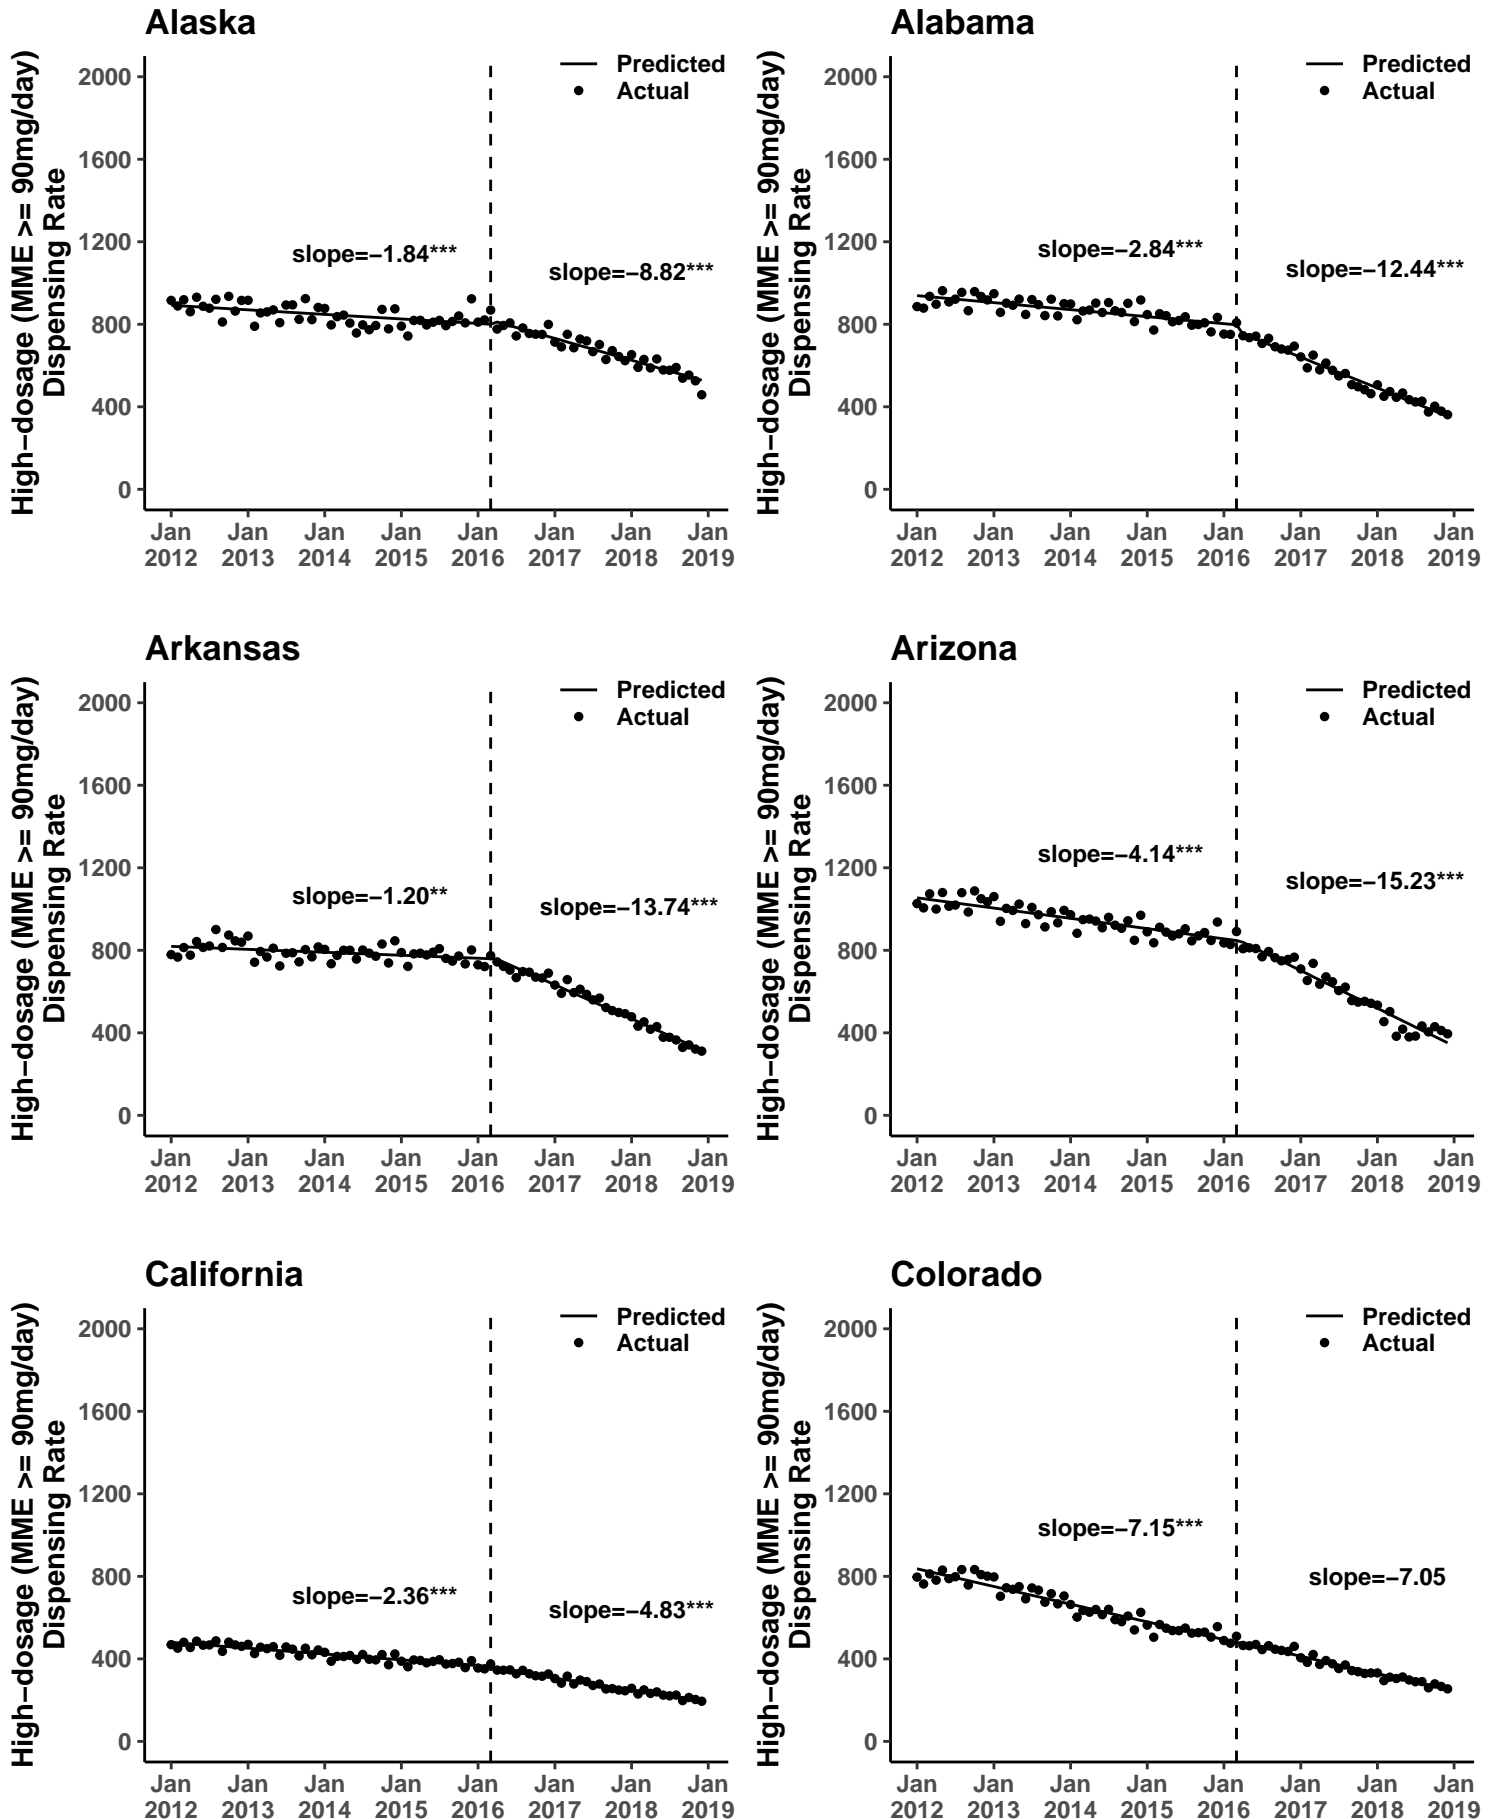 Alaska
High−dosage (MME >= 90mg/day)
Dispensing Rate
2000
1600
1200
800
400
0
Predicted
Actual
slope=−1.84***
slope=−8.82***
Jan Jan Jan Jan Jan Jan Jan Jan
2012 2013 2014 2015 2016 2017 2018 2019
Alabama
High−dosage (MME >= 90mg/day)
Dispensing Rate
2000
1600
1200
800
400
0
Predicted
Actual
slope=−2.84***
slope=−12.44***
Jan Jan Jan Jan Jan Jan Jan Jan
2012 2013 2014 2015 2016 2017 2018 2019
Arkansas
High−dosage (MME >= 90mg/day)
Dispensing Rate
2000
1600
1200
800
400
0
Predicted
Actual
slope=−1.20**
slope=−13.74***
Jan Jan Jan Jan Jan Jan Jan Jan
2012 2013 2014 2015 2016 2017 2018 2019
Arizona
High−dosage (MME >= 90mg/day)
Dispensing Rate
2000
1600
1200
800
400
0
Predicted
Actual
slope=−4.14***
slope=−15.23***
Jan Jan Jan Jan Jan Jan Jan Jan
2012 2013 2014 2015 2016 2017 2018 2019
California
High−dosage (MME >= 90mg/day)
Dispensing Rate
2000
1600
1200
800
400
0
Predicted
Actual
slope=−2.36***
slope=−4.83***
Jan Jan Jan Jan Jan Jan Jan Jan
2012 2013 2014 2015 2016 2017 2018 2019
Colorado
High−dosage (MME >= 90mg/day)
Dispensing Rate
2000
1600
1200
800
400
0
Predicted
Actual
slope=−7.15***
slope=−7.05
Jan Jan Jan Jan Jan Jan Jan Jan
2012 2013 2014 2015 2016 2017 2018 2019